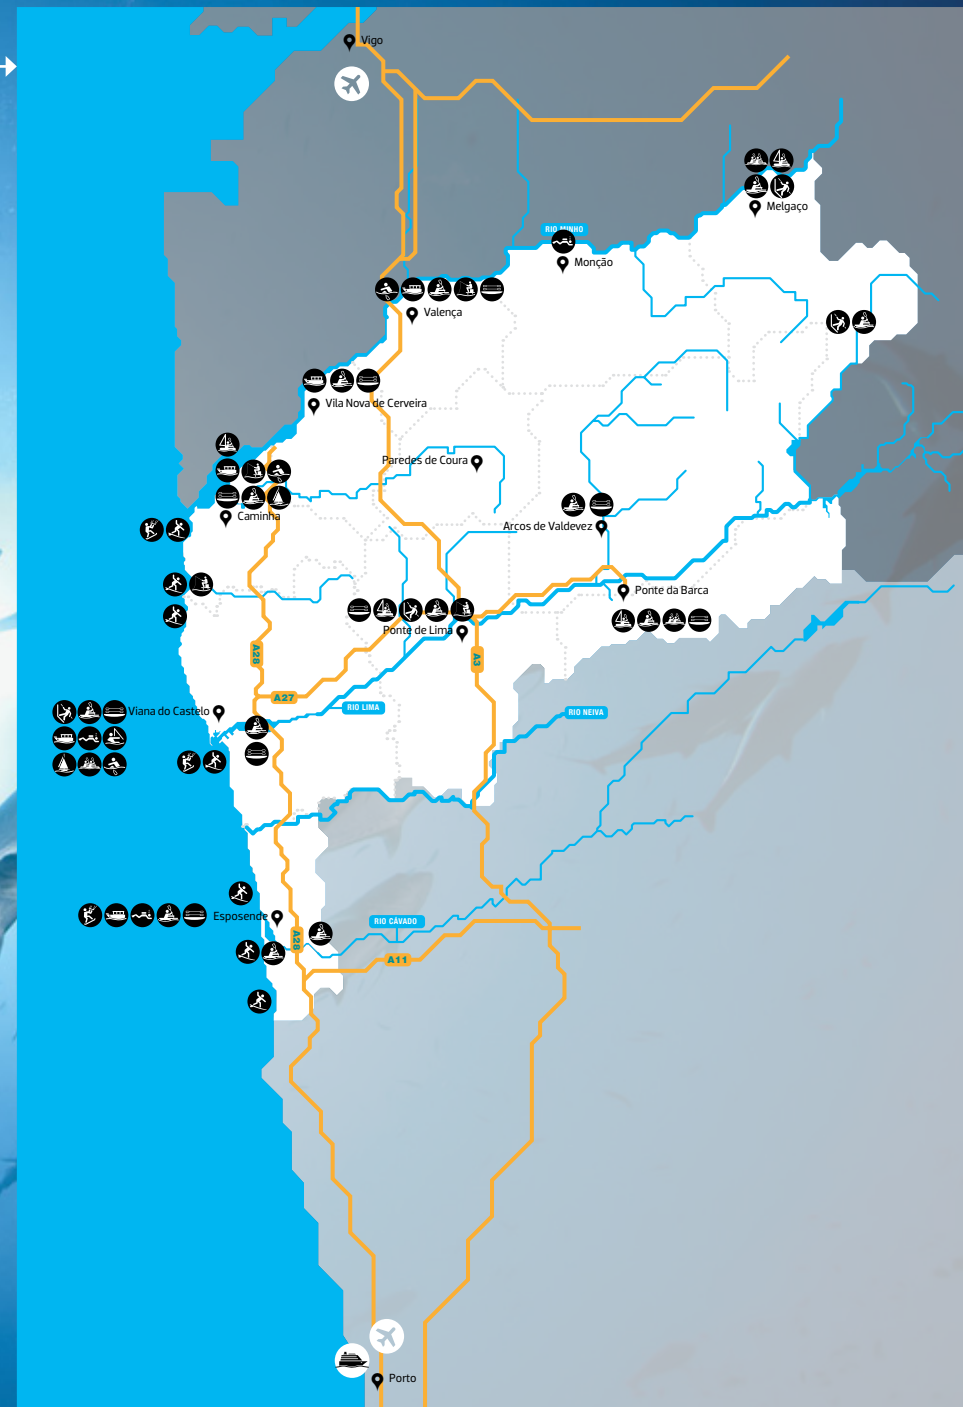 Vigo
Melgaço
RIO MINHO
Monção
Valença
Vila Nova de Cerveira
Paredes de Coura
Caminha
Arcos de Valdevez
Ponte da Barca
Ponte de Lima
A28
A3
A27
RIO LIMA
Viana do Castelo
RIO NEIVA
Esposende
RIO CÁVADO
A28
A11
Porto